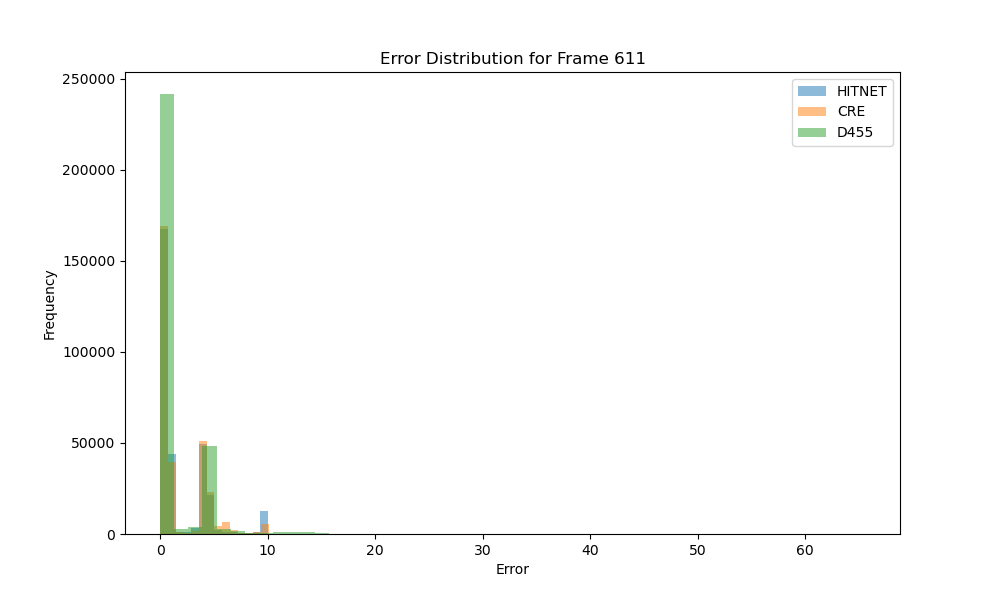 Error Distribution for Frame 611
HITNET
CRE
D455
Frequency
250000
200000
150000
100000
50000
0
0 10 20 30 40 50 60
Error